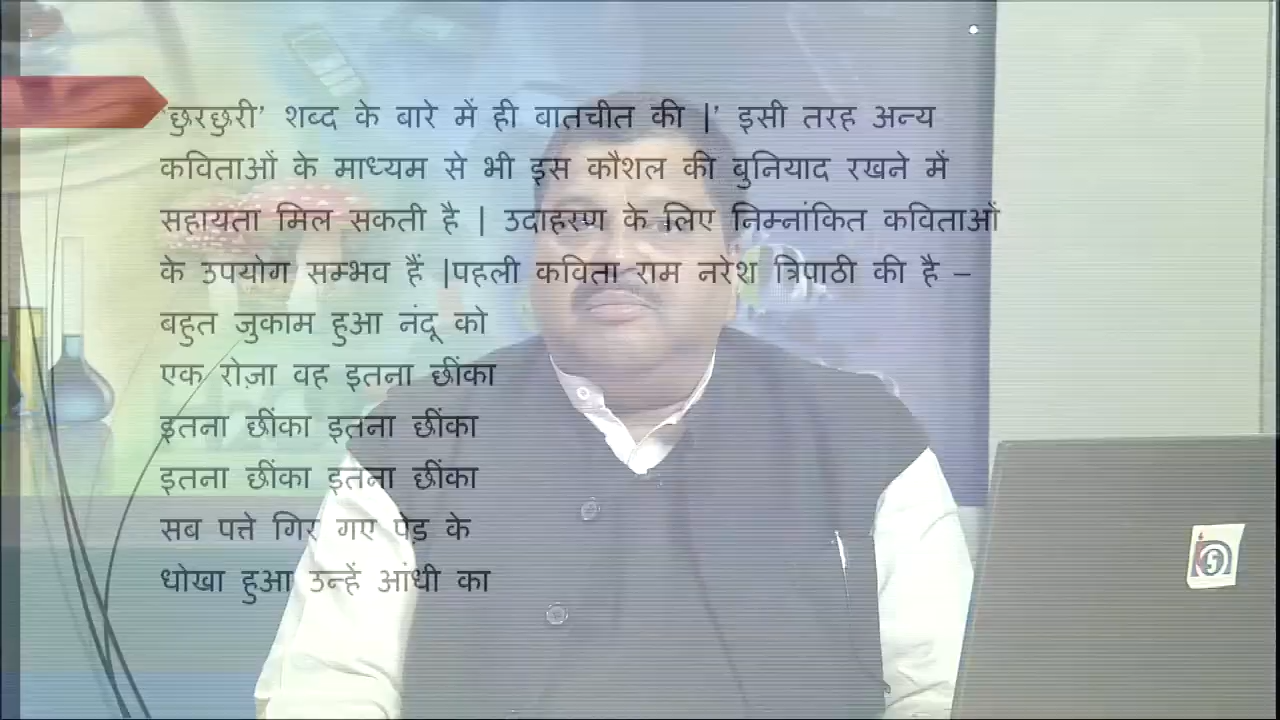 'छुरछुरी' शब्द के बारे में ही वातचीत की |' इसी तरह अन्य
कविताओं के माध्यम से भी इस कौशल की बुनियाद रखने में
सहायता मिल सकती है | उदाहरण के लिए निम्नांकित कविताओं
के उपयोग सम्भव हैं |पहली कविता राम नरेश त्रिपाठी की है –
बहुत जुकाम हुआ नंदू को
एक रोज़ा वह इतना छींका
इतना छींका इतना छींका
इतना छींका इतना छींका
सब पत्ते गिर गए पेड़ के
धोखा हुआ उन्हें आंधी का